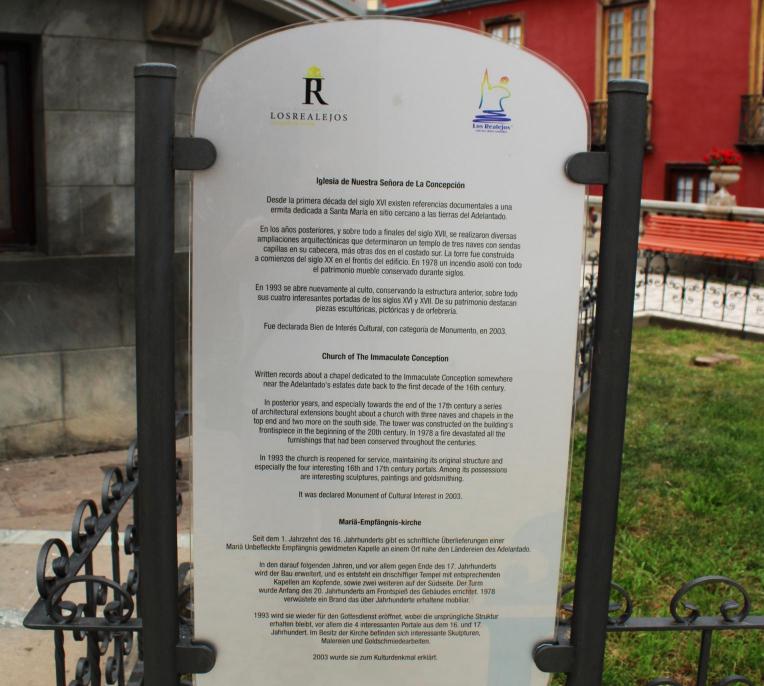 LOSREALEJOS
Los Realejos
Iglesia de Nuestra Señora de La Concepción
Desde la primera década del siglo XVI existen referencias documentales a una
ermita dedicada a Santa María en sitio cercano a las tierras del Adelantado.
En los años posteriores, y sobre todo a finales del siglo XVII, se realizaron diversas
ampliaciones arquitectónicas que determinaron un templo de tres naves con sendas
capillas en su cabecera, más otras dos en el costado sur. La torre fue construida
a comienzos del siglo XX en el frontis del edificio. En 1978 un incendio asoló con todo
el patrimonio mueble conservado durante siglos.
En 1993 se abre nuevamente al culto, conservando la estructura anterior, sobre todo
sus cuatro interesantes portadas de los siglos XVI y XVII. De su patrimonio destacan
piezas escultóricas, pictóricas y de orfebrería.
Fue declarada Bien de Interés Cultural, con categoría de Monumento, en 2003.
Church of The Immaculate Conception
Written records about a chapel dedicated to the Immaculate Conception somewhere
near the Adelantado's estates date back to the first decade of the 16th century.
In posterior years, and especially towards the end of the 17th century a series
of architectural extensions bought about a church with three naves and chapels in the
top end and two more on the south side. The tower was constructed on the building's
frontispiece in the beginning of the 20th century. In 1978 a fire devastated all the
furnishings that had been conserved throughout the centuries.
In 1993 the church is reopened for service, maintaining its original structure and
especially the four interesting 16th and 17th century portals. Among its possessions
are interesting sculptures, paintings and goldsmithing.
It was declared Monument of Cultural Interest in 2003.
Mariä-Empfängnis-kirche
Seit dem 1. Jahrzehnt des 16. Jahrhunderts gibt es schriftliche Überlieferungen einer
Mariä Unbefleckte Empfängnis gewidmeten Kapelle an einem Ort nahe den Ländereien des Adelantado.
In den darauf folgenden Jahren, und vor allem gegen Ende des 17. Jahrhunderts
wird der Bau erweitert, und es entsteht ein dreischiffiger Tempel mit entsprechenden
Kapellen am Kopfende, sowie zwei weiteren auf der Südseite. Der Turm
wurde Anfang des 20. Jahrhunderts am Frontispieß des Gebäudes errichtet. 1978
verwüstete ein Brand das über Jahrhunderte erhaltene mobiliar.
1993 wird sie wieder für den Gottesdienst eröffnet, wobei die ursprüngliche Struktur
erhalten bleibt, vor allem die 4 interessanten Portale aus dem 16. und 17.
Jahrhundert. Im Besitz der Kirche befinden sich interessante Skulpturen,
Malereien und Goldschmiedearbeiten.
2003 wurde sie zum Kulturdenkmal erklärt.